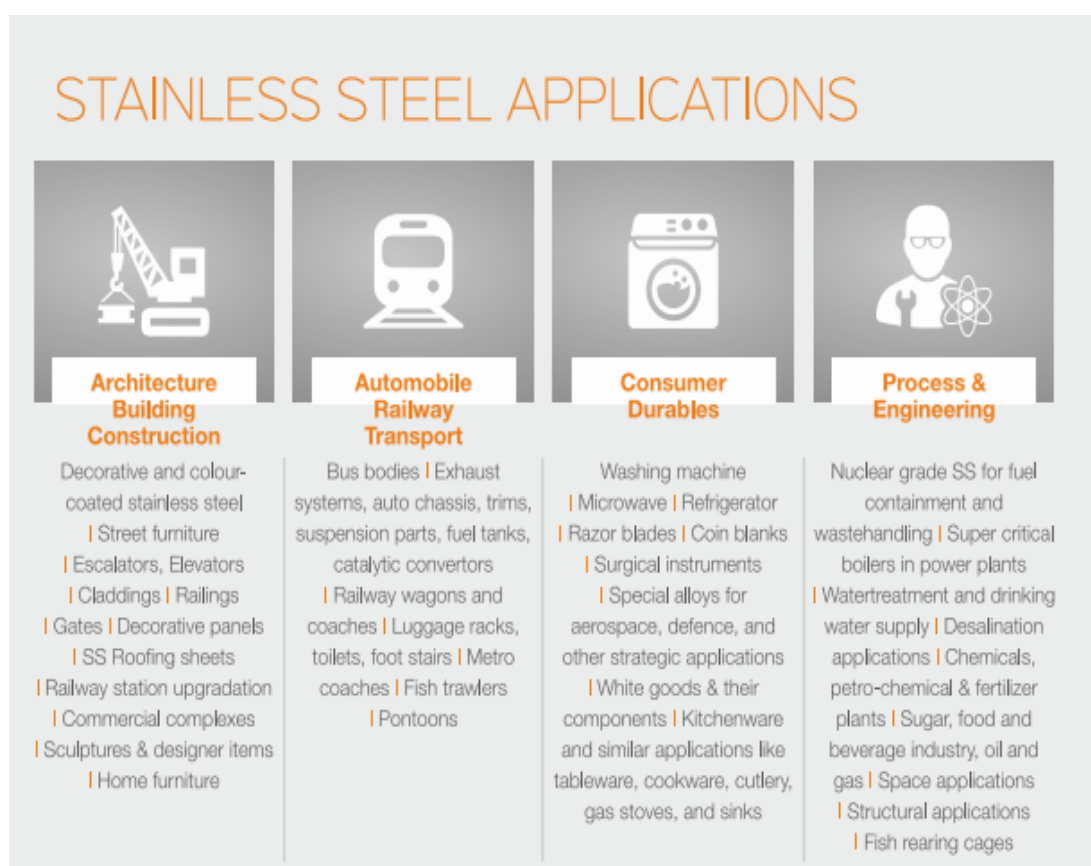 STAINLESS STEEL APPLICATIONS
Architecture
Building
Construction
Decorative and colour-
coated stainless steel
| Street furniture
| Escalators, Elevators
| Claddings | Railings
| Gates | Decorative panels
| SS Roofing sheets
| Railway station upgradation
| Commercial complexes
| Sculptures & designer items
| Home furniture
Automobile
Railway
Transport
Bus bodies | Exhaust
systems, auto chassis, trims,
suspension parts, fuel tanks,
catalytic convertors
| Railway wagons and
coaches | Luggage racks,
toilets, foot stairs | Metro
coaches | Fish trawlers
| Pontoons
Consumer
Durables
Washing machine
| Microwave | Refrigerator
| Razor blades | Coin blanks
| Surgical instruments
| Special alloys for
aerospace, defence, and
other strategic applications
| White goods & their
components | Kitchenware
and similar applications like
tableware, cookware, cutlery,
gas stoves, and sinks
Process &
Engineering
Nuclear grade SS for fuel
containment and
wastehandling | Super critical
boilers in power plants
| Watertreatment and drinking
water supply | Desalination
applications | Chemicals,
petro-chemical & fertilizer
plants | Sugar, food and
beverage industry, oil and
gas | Space applications
| Structural applications
| Fish rearing cages